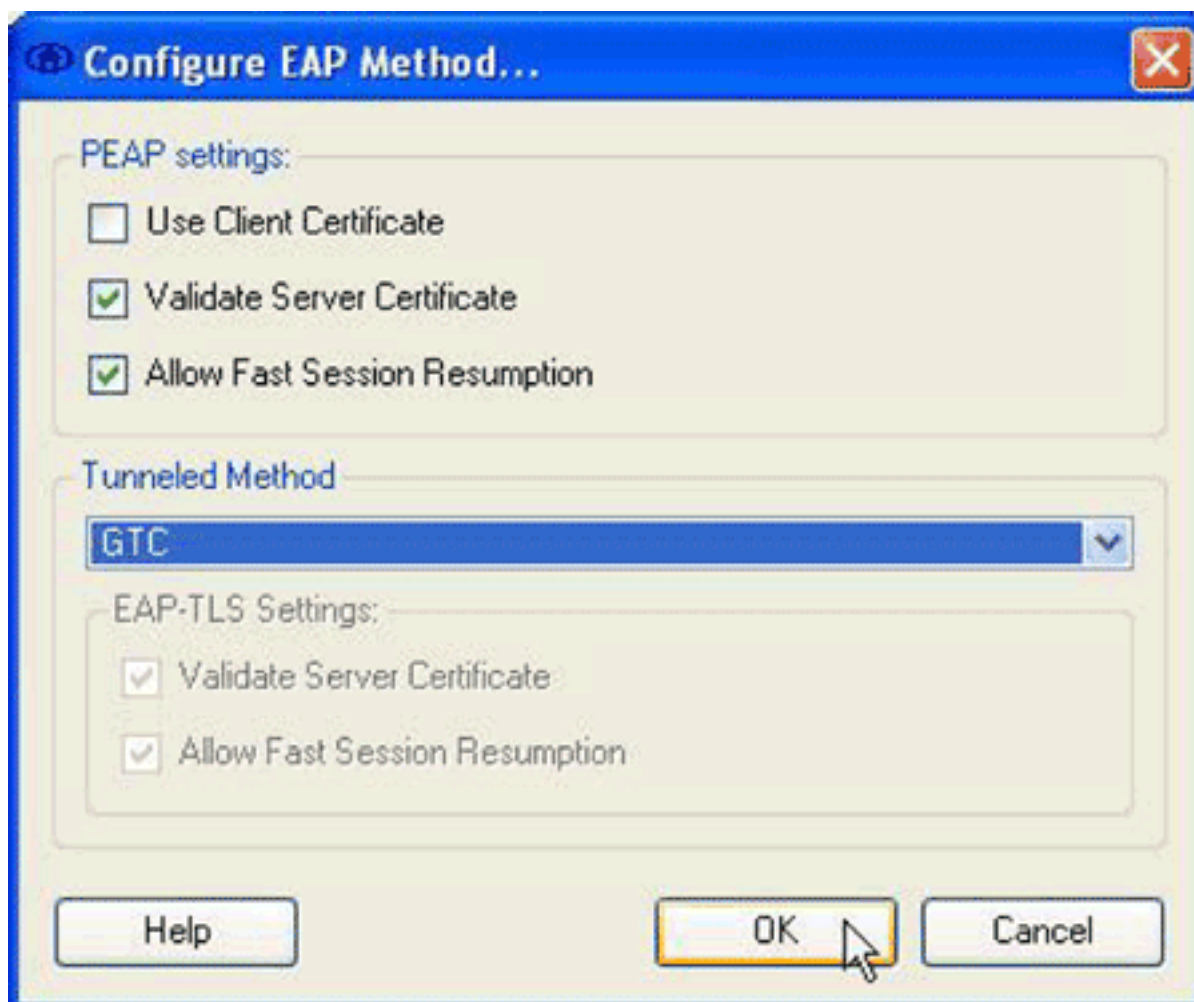 Configure EAP Method...
PEAP settings:
Use Client Certificate
Validate Server Certificate
Allow Fast Session Resumption
Tunneled Method
GTC
EAP-TLS Settings:
Validate Server Certificate
Allow Fast Session Resumption
Help
OK
Cancel